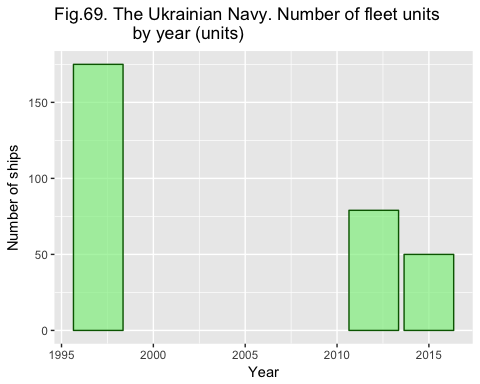 Fig.69. The Ukrainian Navy. Number of fleet units
by year (units)
150
100
50
0
Number of ships
1995 2000 2005 2010 2015
Year